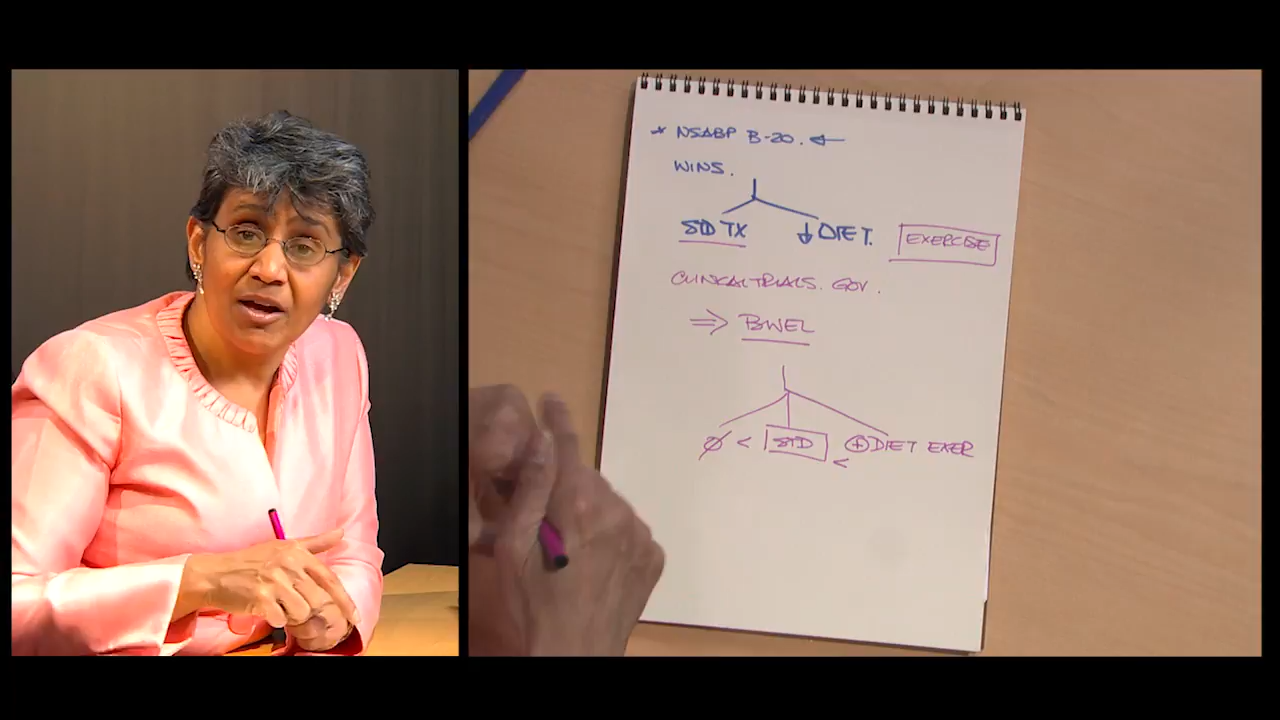 * NSABP B-20. ←
WINS.
STD TX ↓ DIET. EXERCISE
CLINICALTRIALS. GOV.
⇒ BWEL
∅ < STD < ⊕ DIET EXER